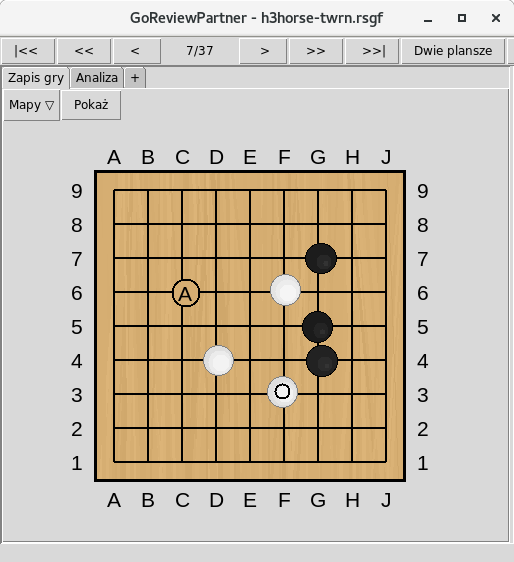 GoReviewPartner - h3horse-twrn.rsgf
|<< << < 7/37 > >> >>| Dwie plansze
Zapis gry Analiza +
Mapy ▽ Pokaż
A B C D E F G H J
9 9
8 8
7 7
6 A 6
5 5
4 4
3 3
2 2
1 1
A B C D E F G H J